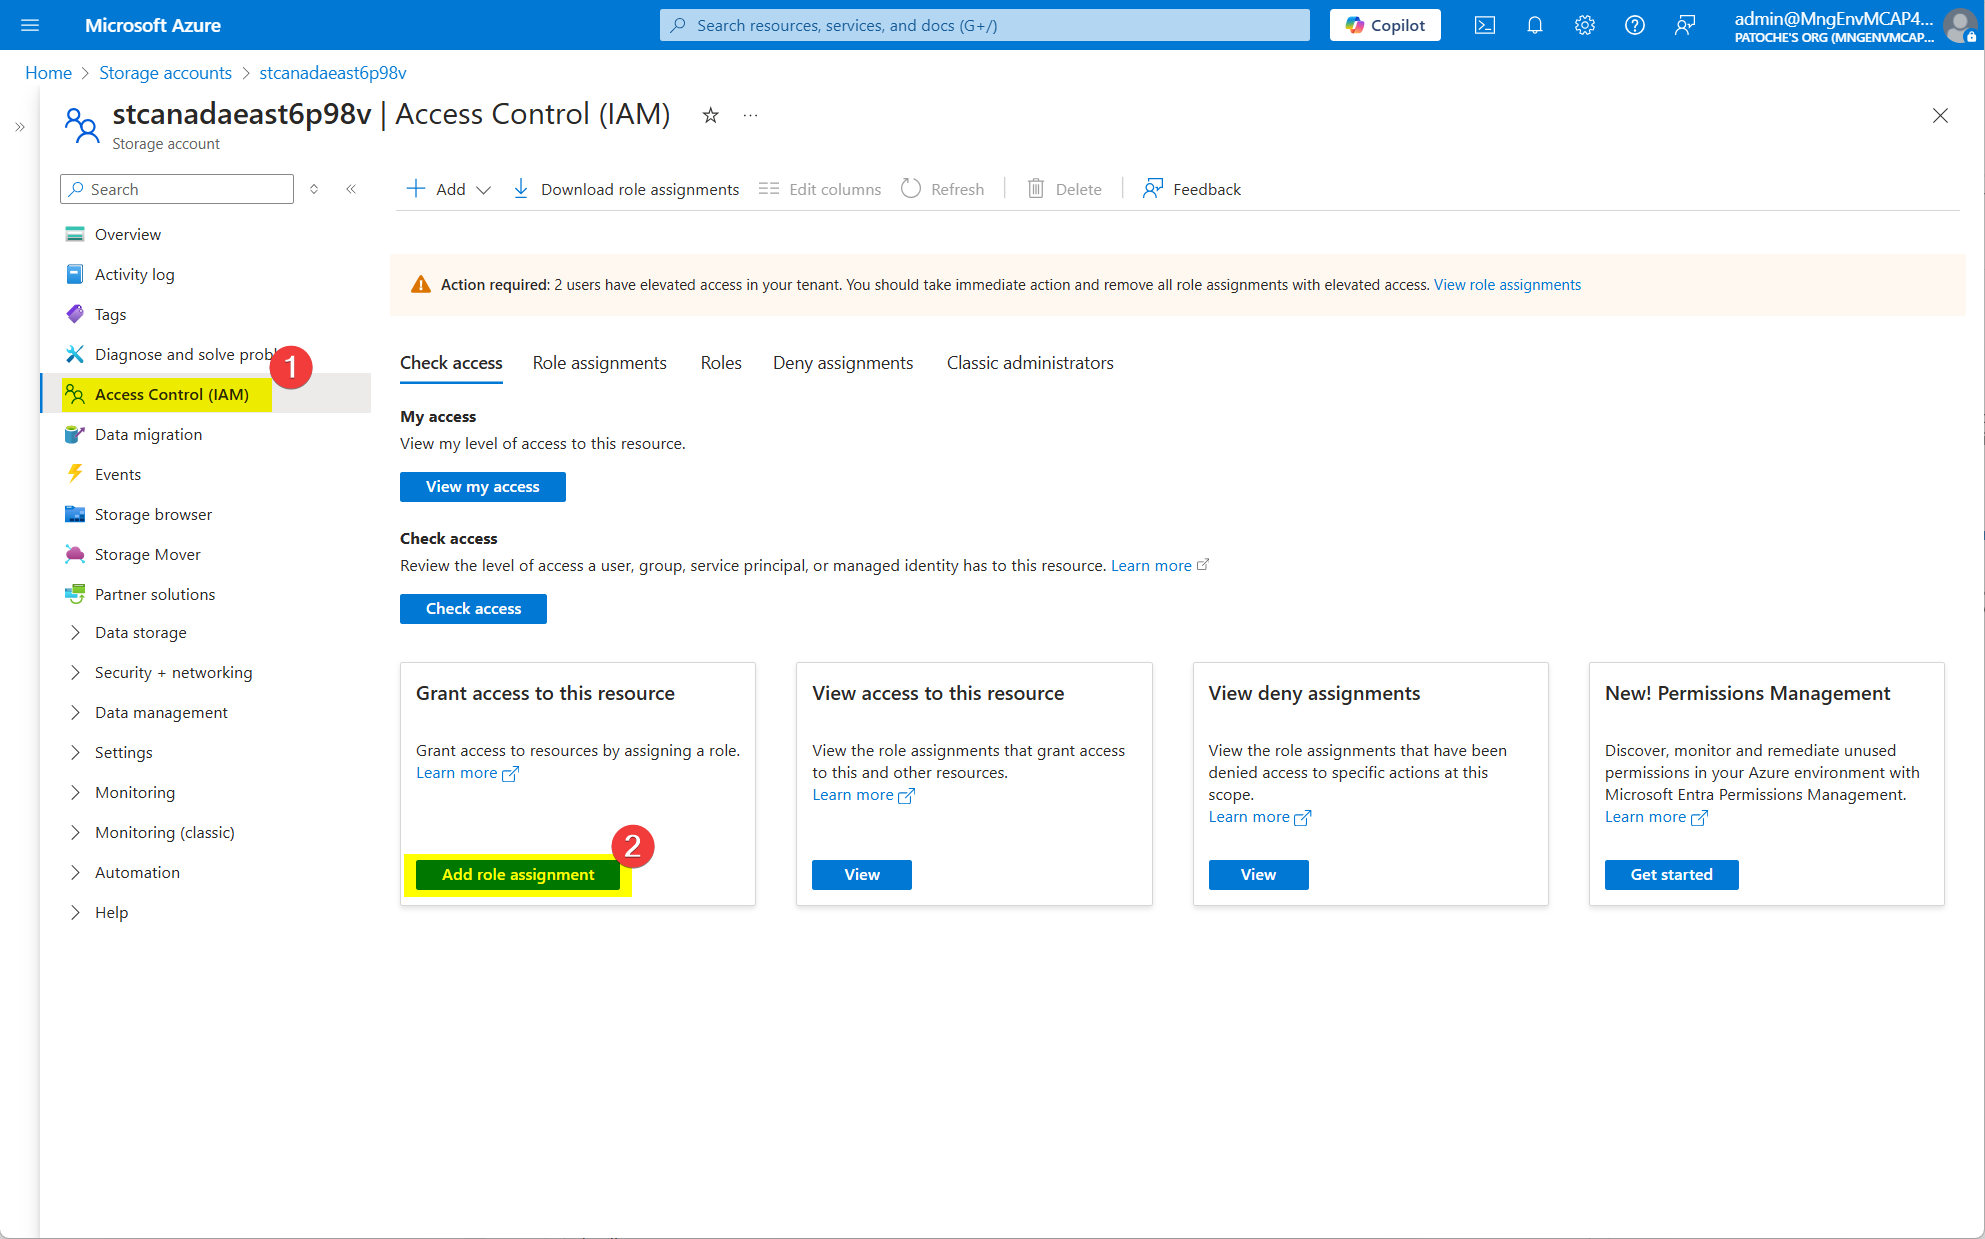 Microsoft Azure
Search resources, services, and docs (G+/)
Copilot
admin@MngEnvMCAP4...
PATOCHE'S ORG (MNGENVMCAP...
Home > Storage accounts > stcanadaeast6p98v
stcanadaeast6p98v | Access Control (IAM)
...
Storage account
Search
Add
Download role assignments
Edit columns
Refresh
Delete
Feedback
Overview
Activity log
Tags
Diagnose and solve probl
1
Access Control (IAM)
Data migration
Events
Storage browser
Storage Mover
Partner solutions
Data storage
Security + networking
Data management
Settings
Monitoring
Monitoring (classic)
Automation
Help
Action required: 2 users have elevated access in your tenant. You should take immediate action and remove all role assignments with elevated access. View role assignments
Check access
Role assignments
Roles
Deny assignments
Classic administrators
My access
View my level of access to this resource.
View my access
Check access
Review the level of access a user, group, service principal, or managed identity has to this resource. Learn more
Check access
Grant access to this resource
Grant access to resources by assigning a role.
Learn more
2
Add role assignment
View access to this resource
View the role assignments that grant access
to this and other resources.
Learn more
View
View deny assignments
View the role assignments that have been
denied access to specific actions at this
scope.
Learn more
View
New! Permissions Management
Discover, monitor and remediate unused
permissions in your Azure environment with
Microsoft Entra Permissions Management.
Learn more
Get started